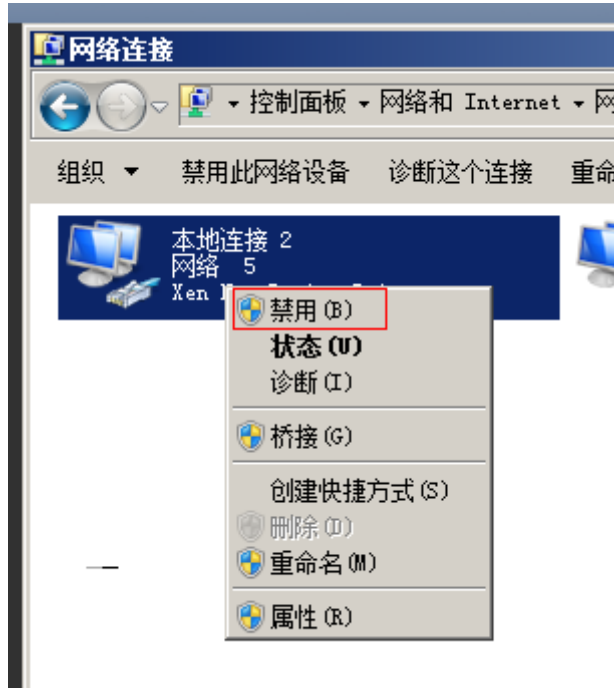 网络连接
控制面板 网络和 Internet
组织 禁用此网络设备 诊断这个连接
本地连接 2
网络 5
Xen
禁用(B)
状态(U)
诊断(I)
桥接(G)
创建快捷方式(S)
删除(D)
重命名(M)
属性(R)